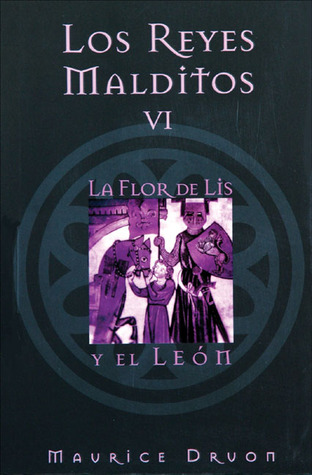 Los Reyes
Malditos
VI
La Flor de Lis
y el León
Maurice Druon